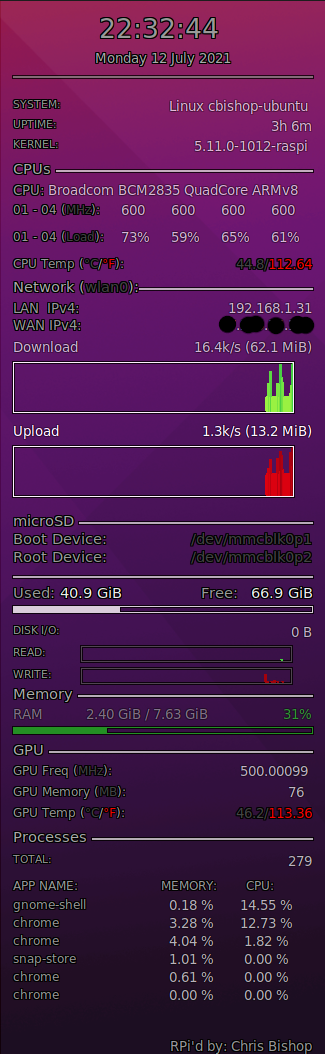 22:32:44
Monday 12 July 2021
SYSTEM: Linux cbishop-ubuntu
UPTIME: 3h 6m
KERNEL: 5.11.0-1012-raspi
CPUs
CPU: Broadcom BCM2835 QuadCore ARMv8
01 - 04 (MHz): 600 600 600 600
01 - 04 (Load): 73% 59% 65% 61%
CPU Temp (°C/°F): 44.8/112.64
Network (wlan0):
LAN IPv4: 192.168.1.31
WAN IPv4: . . .
Download 16.4k/s (62.1 MiB)
Upload 1.3k/s (13.2 MiB)
microSD
Boot Device: /dev/mmcblk0p1
Root Device: /dev/mmcblk0p2
Used: 40.9 GiB Free: 66.9 GiB
DISK I/O: 0 B
READ:
WRITE:
Memory
RAM 2.40 GiB / 7.63 GiB 31%
GPU
GPU Freq (MHz): 500.00099
GPU Memory (MB): 76
GPU Temp (°C/°F): 46.2/113.36
Processes
TOTAL: 279
APP NAME: MEMORY: CPU:
gnome-shell 0.18 % 14.55 %
chrome 3.28 % 12.73 %
chrome 4.04 % 1.82 %
snap-store 1.01 % 0.00 %
chrome 0.61 % 0.00 %
chrome 0.00 % 0.00 %
RPi'd by: Chris Bishop